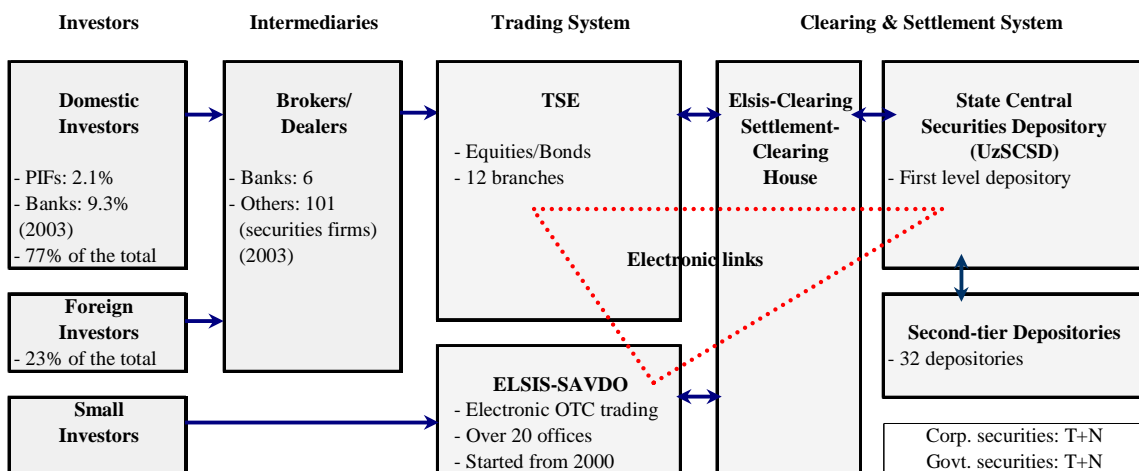 Investors
Intermediaries
Trading System
Clearing & Settlement System
Domestic
Investors
- PIFs: 2.1%
- Banks: 9.3%
(2003)
- 77% of the total
Foreign
Investors
- 23% of the total
Small
Investors
Brokers/
Dealers
- Banks: 6
- Others: 101
(securities firms)
(2003)
TSE
- Equities/Bonds
- 12 branches
Electronic links
ELSIS-SAVDO
- Electronic OTC trading
- Over 20 offices
- Started from 2000
Elsis-Clearing
Settlement-
Clearing
House
State Central
Securities Depository
(UzSCSD)
- First level depository
Second-tier Depositories
- 32 depositories
Corp. securities: T+N
Govt. securities: T+N